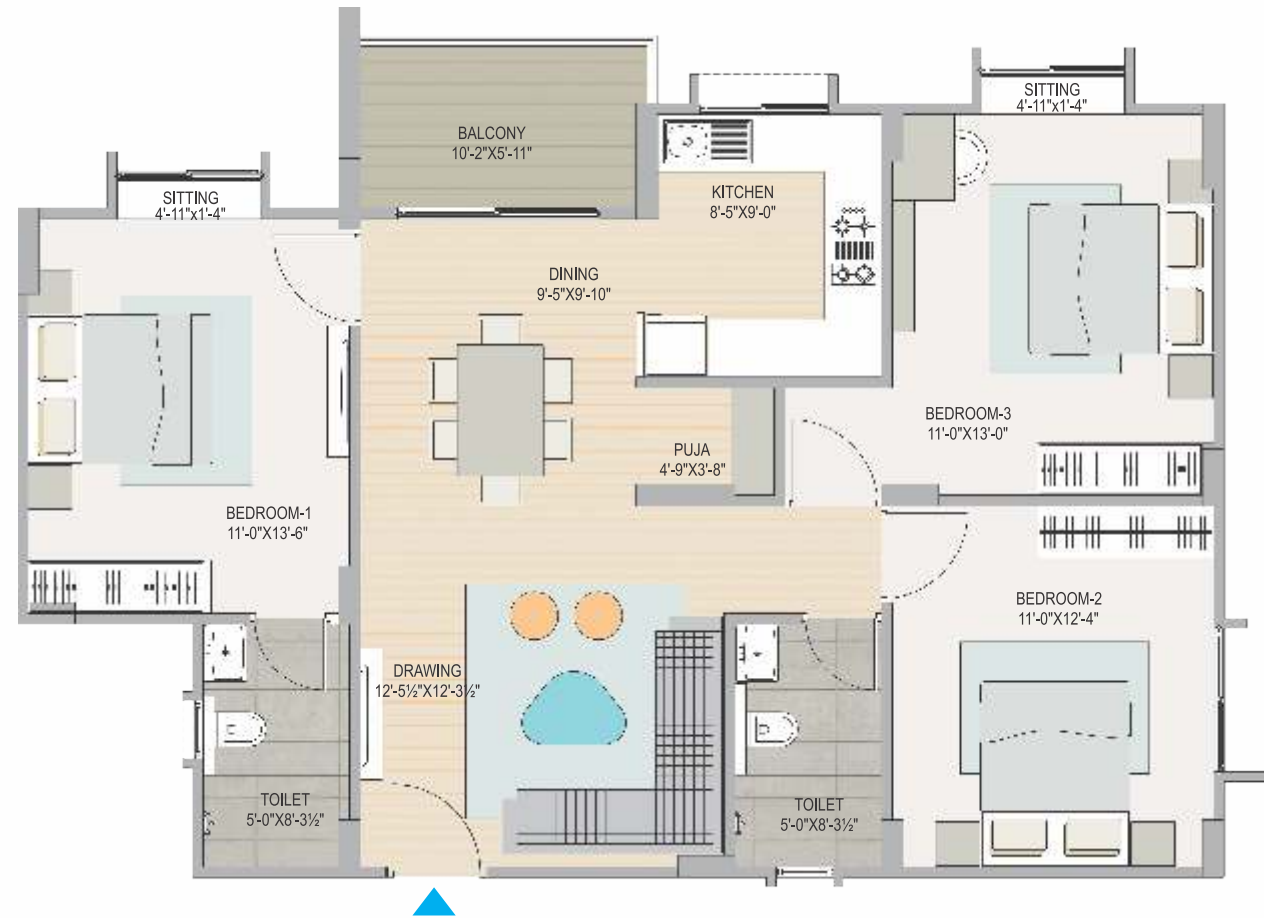 SITTING
4'-11"x1'-4"
BALCONY
10'-2"X5'-11"
KITCHEN
8'-5"X9'-0"
SITTING
4'-11"x1'-4"
DINING
9'-5"X9'-10"
BEDROOM-3
11'-0"X13'-0"
PUJA
4'-9"X3'-8"
BEDROOM-1
11'-0"X13'-6"
BEDROOM-2
11'-0"X12'-4"
DRAWING
12'-5½"X12'-3½"
TOILET
5'-0"X8'-3½"
TOILET
5'-0"X8'-3½"